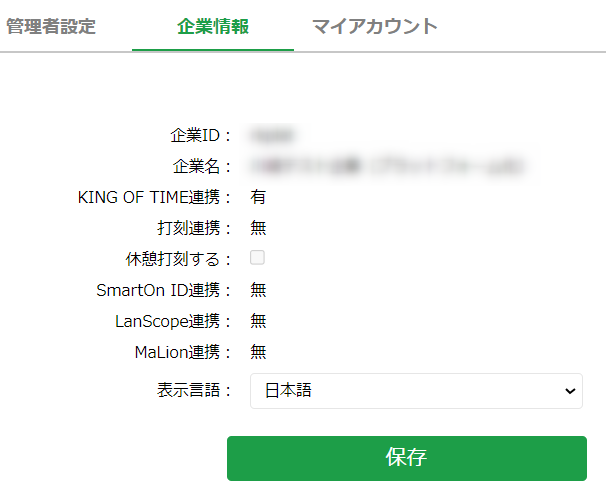 管理者設定 企業情報 マイアカウント
企業ID：
企業名：
KING OF TIME連携： 有
打刻連携： 無
休憩打刻する：
SmartOn ID連携： 無
LanScope連携： 無
MaLion連携： 無
表示言語： 日本語
保存